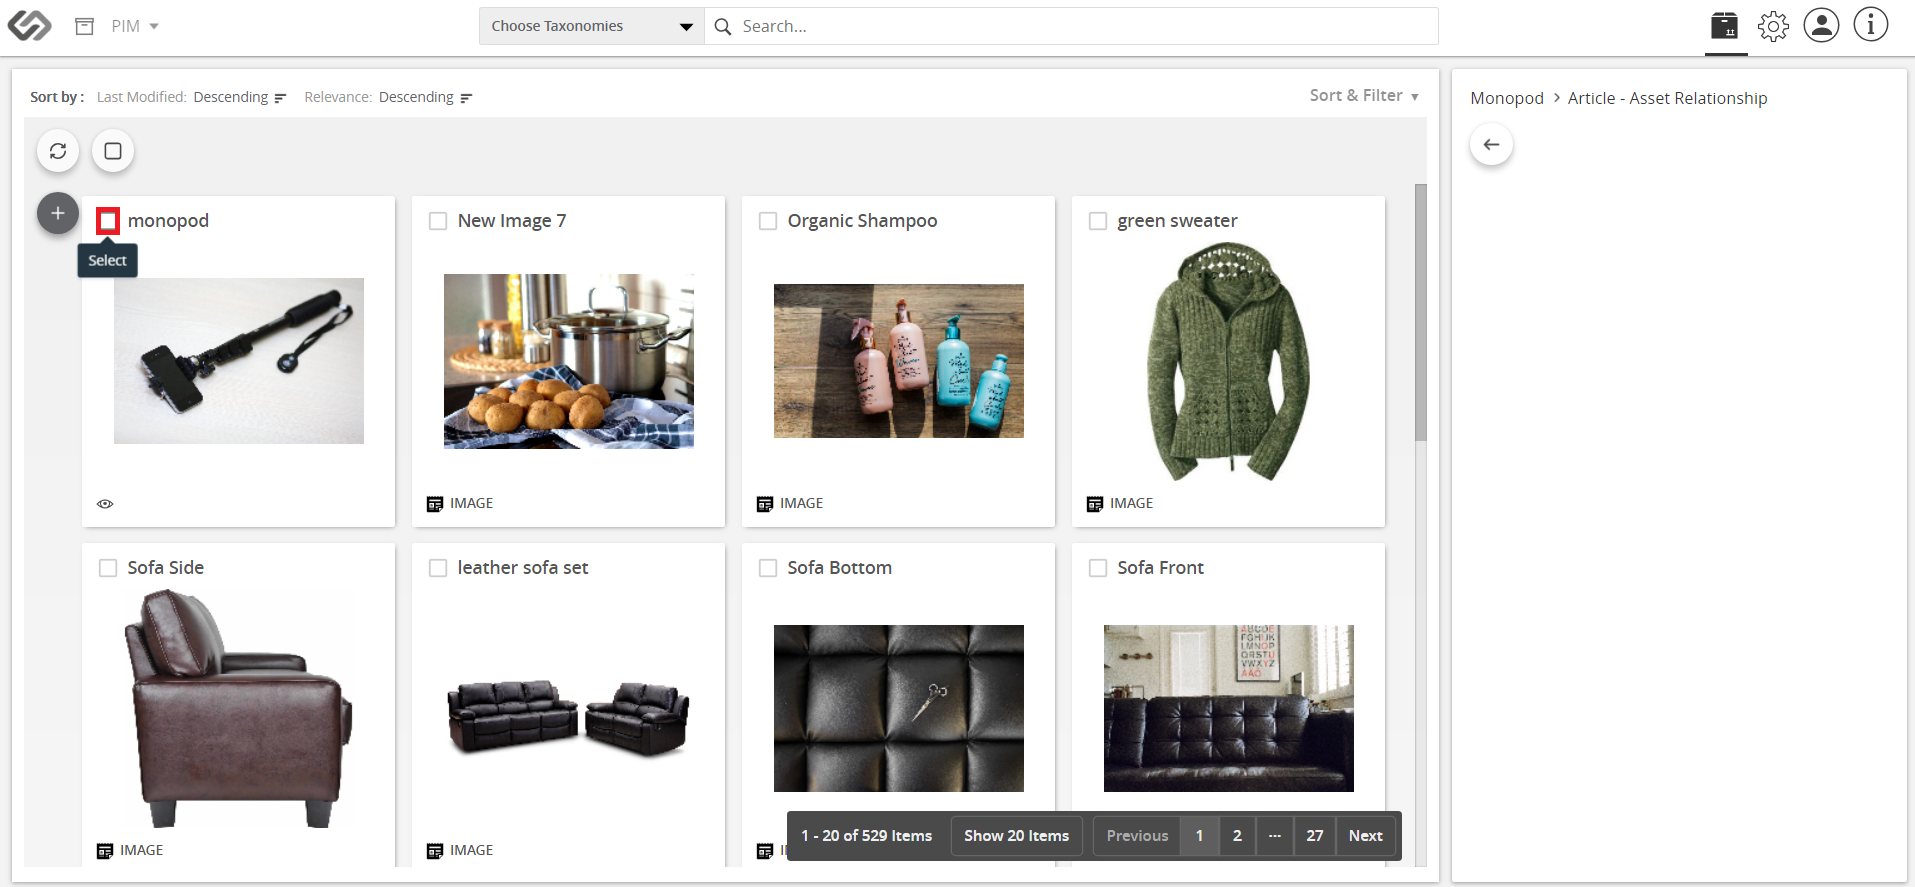 PIM
Choose Taxonomies
Search...
Sort by : Last Modified: Descending Relevance: Descending
Sort & Filter
Monopod > Article - Asset Relationship
monopod
New Image 7
Organic Shampoo
green sweater
Select
IMAGE
IMAGE
IMAGE
Sofa Side
leather sofa set
Sofa Bottom
Sofa Front
1 - 20 of 529 Items
Show 20 Items
Previous
1
2
...
27
Next
IMAGE
IMAGE